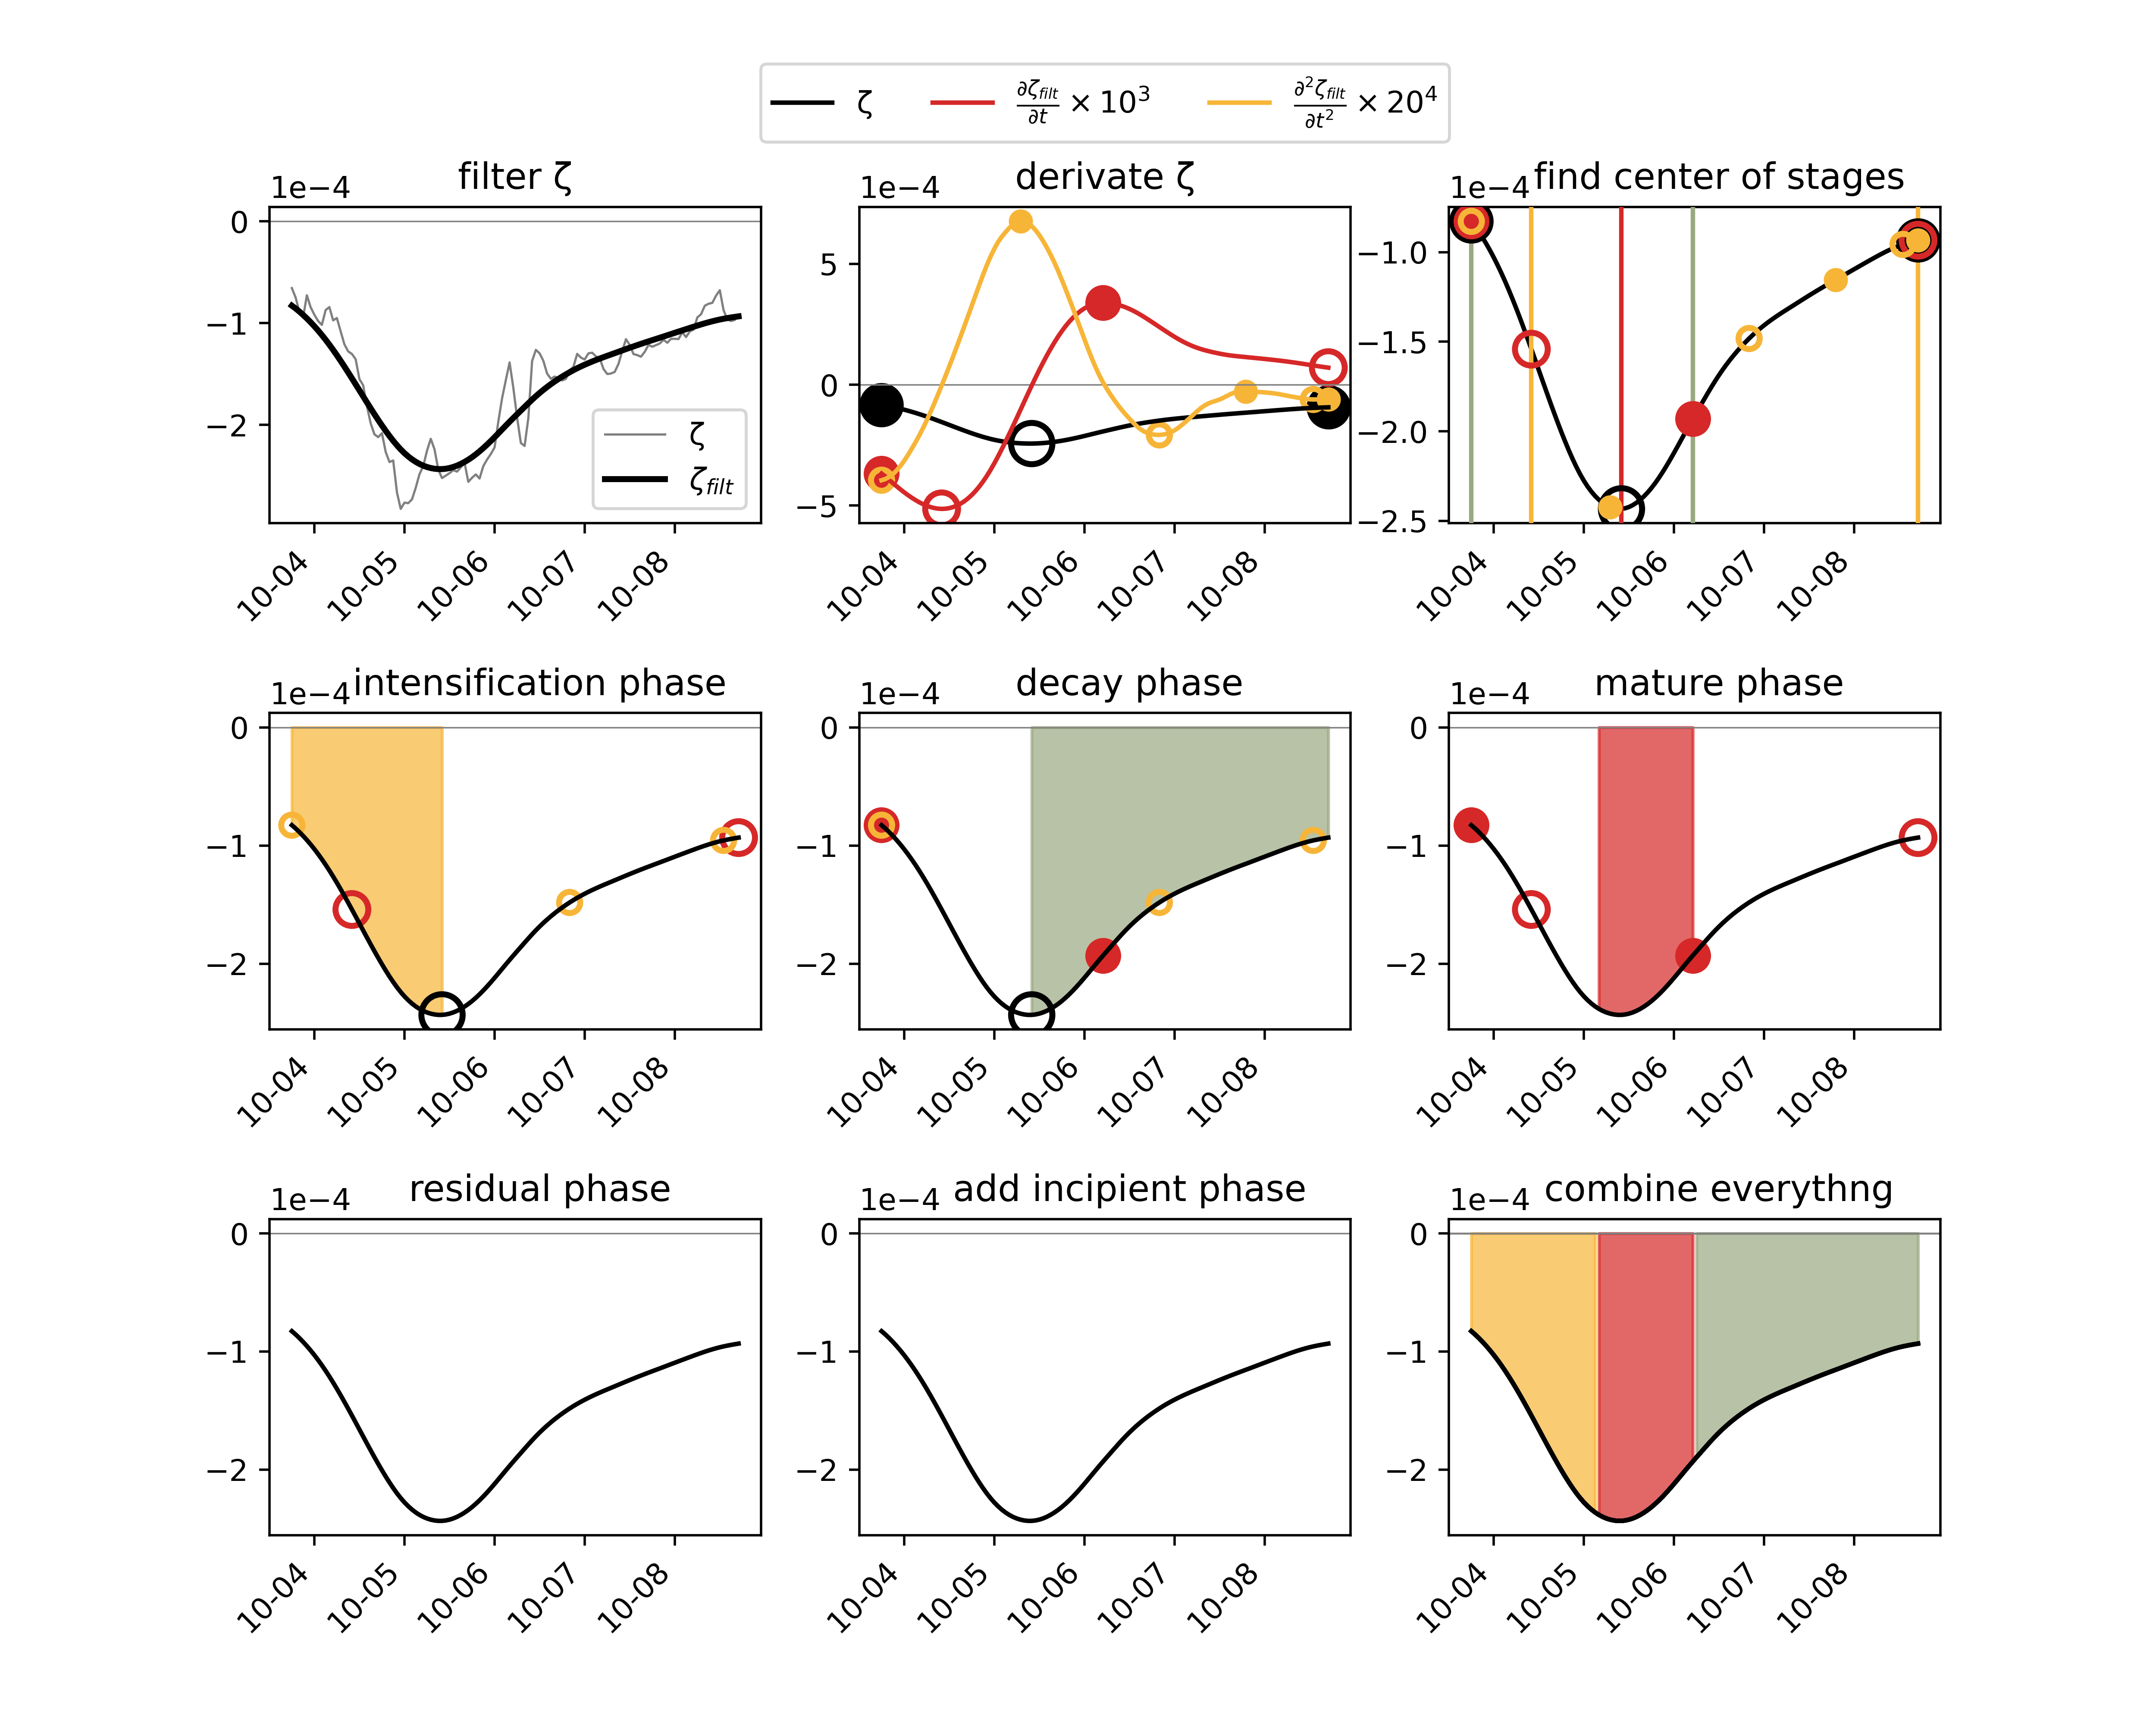 ζ ∂ζfilt/∂t × 10³ ∂²ζfilt/∂t² × 20⁴
filter ζ
1e−4
0
−1
−2
ζ
ζfilt
10-04 10-05 10-06 10-07 10-08
derivate ζ
1e−4
5
0
−5
10-04 10-05 10-06 10-07 10-08
find center of stages
1e−4
−1.0
−1.5
−2.0
−2.5
10-04 10-05 10-06 10-07 10-08
intensification phase
1e−4
0
−1
−2
10-04 10-05 10-06 10-07 10-08
decay phase
1e−4
0
−1
−2
10-04 10-05 10-06 10-07 10-08
mature phase
1e−4
0
−1
−2
10-04 10-05 10-06 10-07 10-08
residual phase
1e−4
0
−1
−2
10-04 10-05 10-06 10-07 10-08
add incipient phase
1e−4
0
−1
−2
10-04 10-05 10-06 10-07 10-08
combine everythng
1e−4
0
−1
−2
10-04 10-05 10-06 10-07 10-08